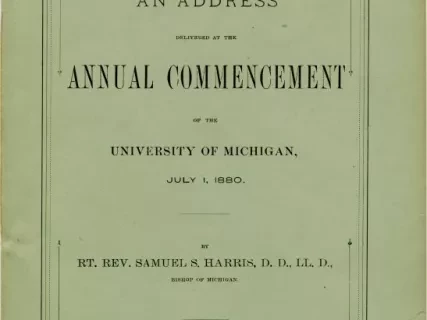 AN ADDRESS
DELIVERED AT THE
ANNUAL COMMENCEMENT
OF THE
UNIVERSITY OF MICHIGAN,
JULY 1, 1880.
BY
RT. REV. SAMUEL S. HARRIS, D. D., LL. D.,
BISHOP OF MICHIGAN.